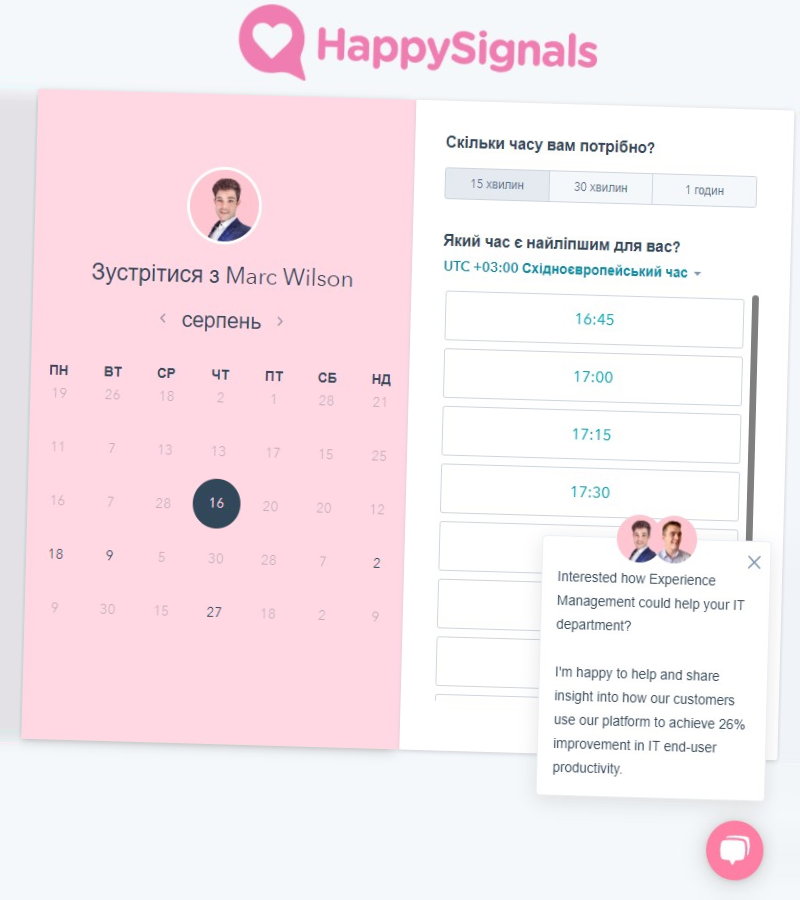 HappySignals
Зустрітися з Marc Wilson
серпень
ПН ВТ СР ЧТ ПТ СБ НД
19 26 18 2 1 28 21
11 7 13 13 17 15 25
16 7 28 16 20 20 12
18 9 5 30 28 7 2
9 30 15 27 18 2 9
Скільки часу вам потрібно?
15 хвилин 30 хвилин 1 годин
Який час є найліпшим для вас?
UTC +03:00 Східноєвропейський час
16:45
17:00
17:15
17:30
Interested how Experience
Management could help your IT
department?
I'm happy to help and share
insight into how our customers
use our platform to achieve 26%
improvement in IT end-user
productivity.